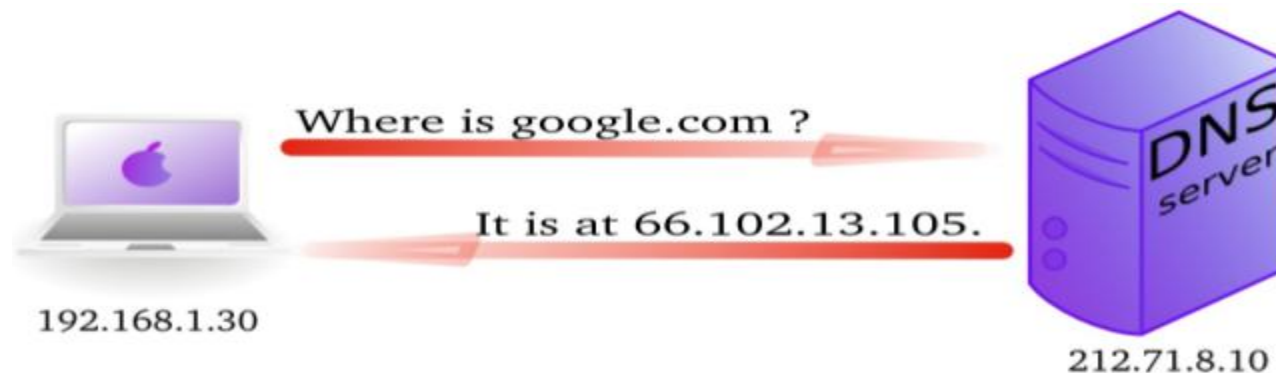 Where is google.com ?
DNS
server
It is at 66.102.13.105.
192.168.1.30
212.71.8.10